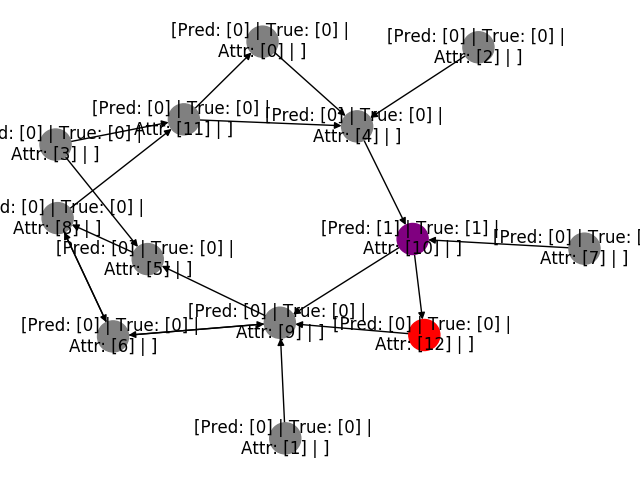 [Pred: [0] | True: [0] |
Attr: [0] | ]
[Pred: [0] | True: [0] |
Attr: [2] | ]
[Pred: [0] | True: [0] |
Attr: [11] | ]
[Pred: [0] | True: [0] |
Attr: [4] | ]
d: [0] | True: [0] |
Attr: [3] | ]
d: [0] | True: [0] |
Attr: [8] | ]
[Pred: [0] | True: [0] |
Attr: [5] | ]
[Pred: [1] | True: [1] |
Attr: [10] | ]
[Pred: [0] | True: [0]
Attr: [7] | ]
[Pred: [0] | True: [0] |
Attr: [6] | ]
[Pred: [0] | True: [0] |
Attr: [9] | ]
[Pred: [0] | True: [0] |
Attr: [12] | ]
[Pred: [0] | True: [0] |
Attr: [1] | ]